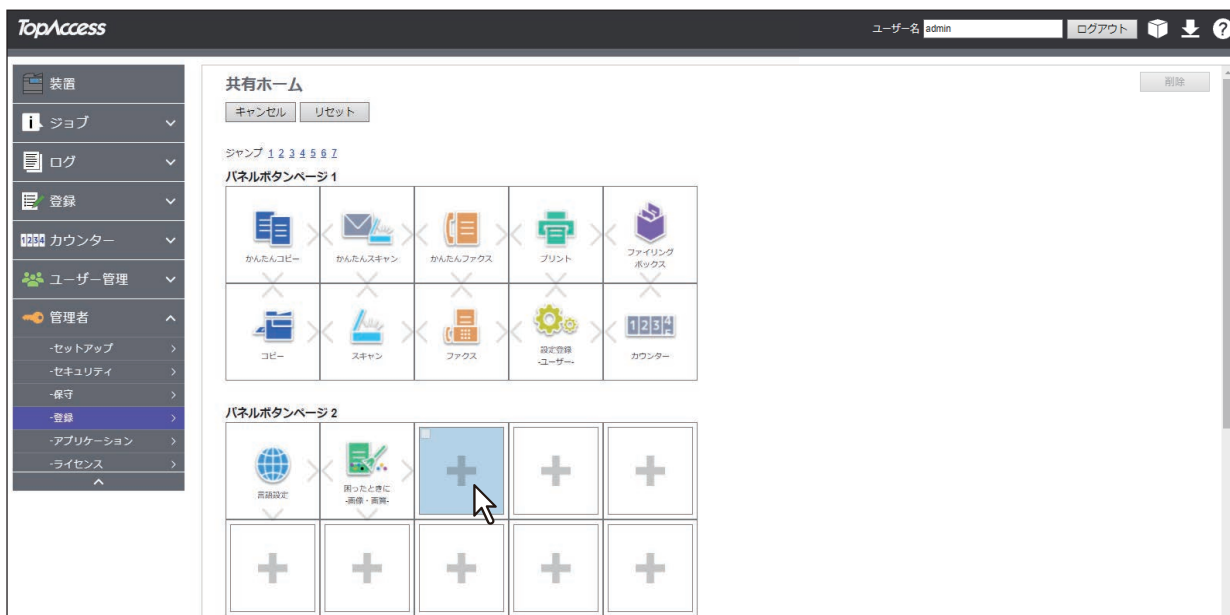 TopAccess
ユーザー名 admin ログアウト
装置
ジョブ
ログ
登録
カウンター
ユーザー管理
管理者
-セットアップ
-セキュリティ
-保守
-登録
-アプリケーション
-ライセンス
共有ホーム
削除
キャンセル リセット
ジャンプ 1 2 3 4 5 6 7
パネルボタンページ 1
かんたんコピー
かんたんスキャン
かんたんファクス
プリント
ファイリング
ボックス
コピー
スキャン
ファクス
設定登録
-ユーザー-
1234
カウンター
パネルボタンページ 2
言語設定
困ったときに
-画像・画質-